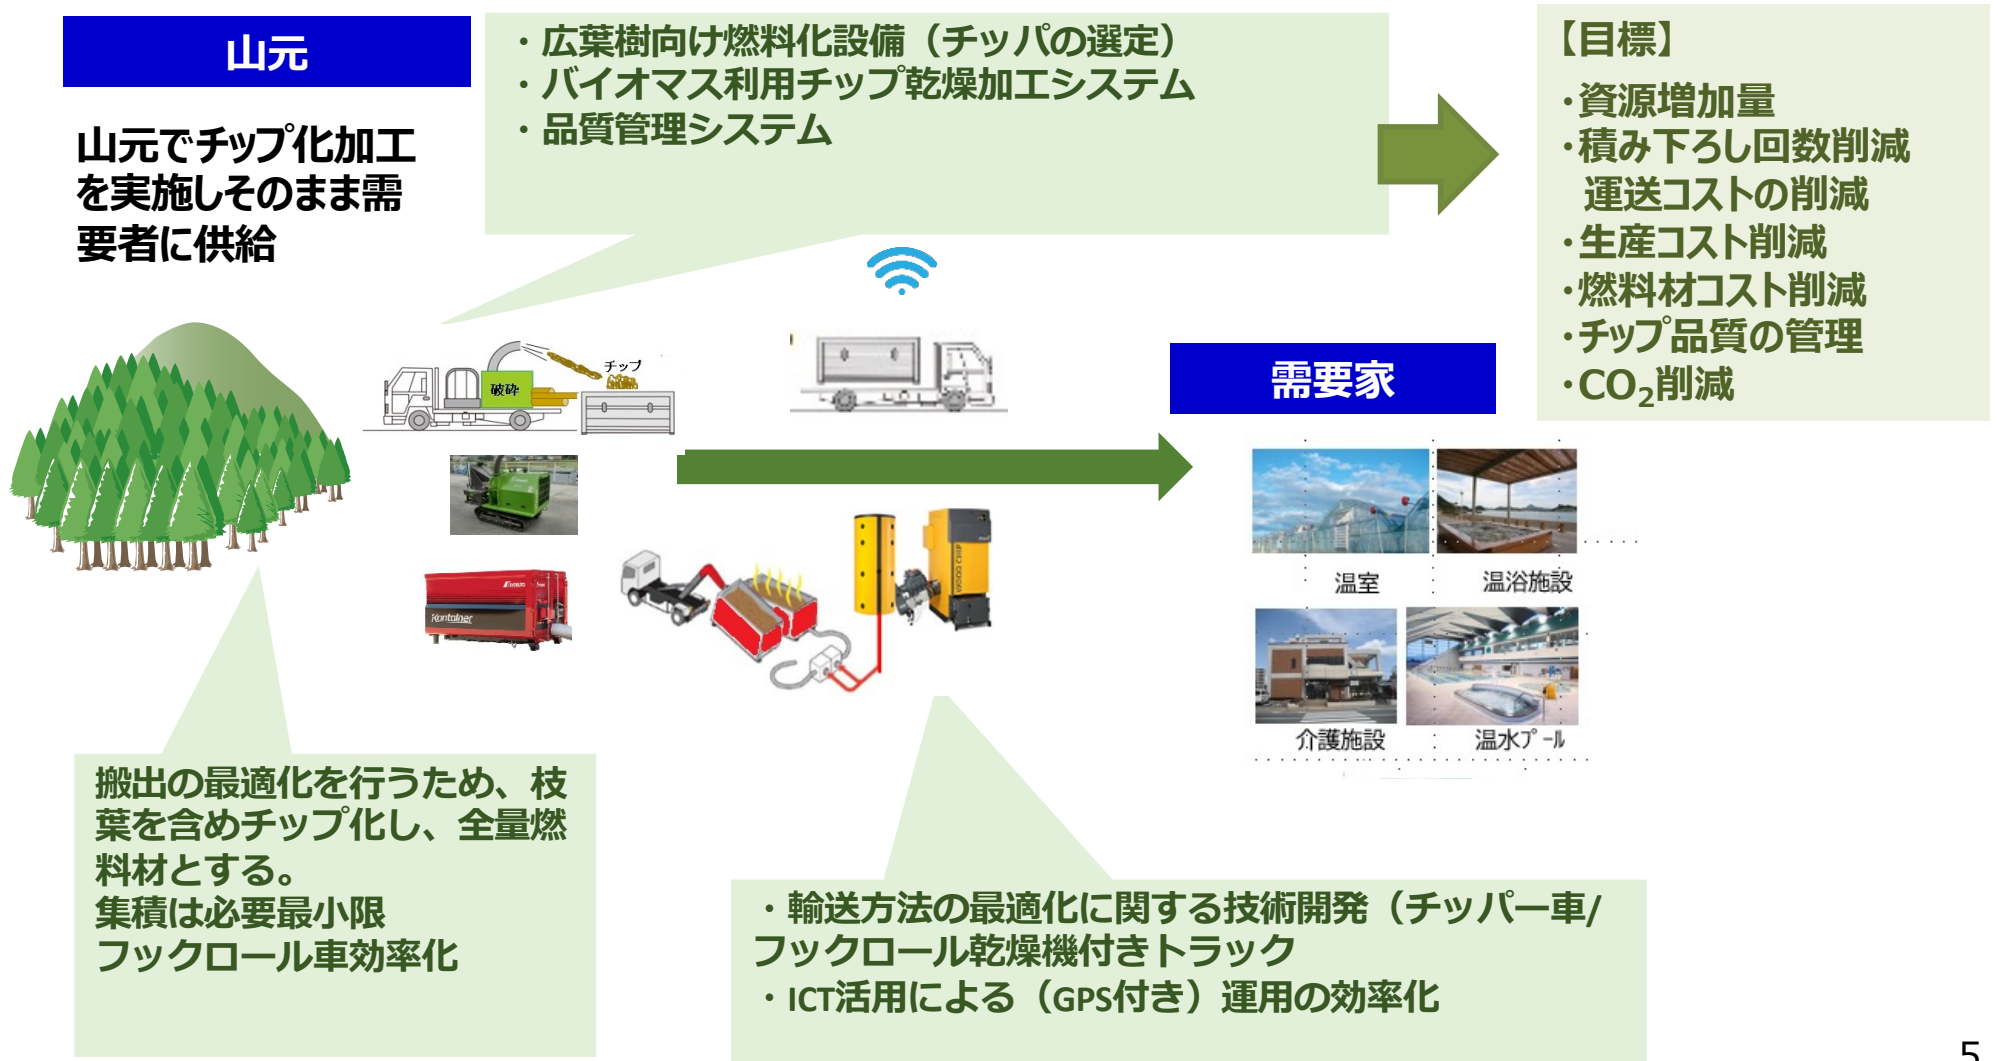 山元
山元でチップ化加工
を実施しそのまま需
要者に供給
・広葉樹向け燃料化設備（チッパの選定）
・バイオマス利用チップ乾燥加工システム
・品質管理システム
【目標】
・資源増加量
・積み下ろし回数削減
運送コストの削減
・生産コスト削減
・燃料材コスト削減
・チップ品質の管理
・CO₂削減
チップ
破砕
需要家
Kontainer
WOOD CHIP
温室
温浴施設
介護施設
温水プール
搬出の最適化を行うため、枝
葉を含めチップ化し、全量燃
料材とする。
集積は必要最小限
フックロール車効率化
・輸送方法の最適化に関する技術開発（チッパー車/
フックロール乾燥機付きトラック
・ICT活用による（GPS付き）運用の効率化
5